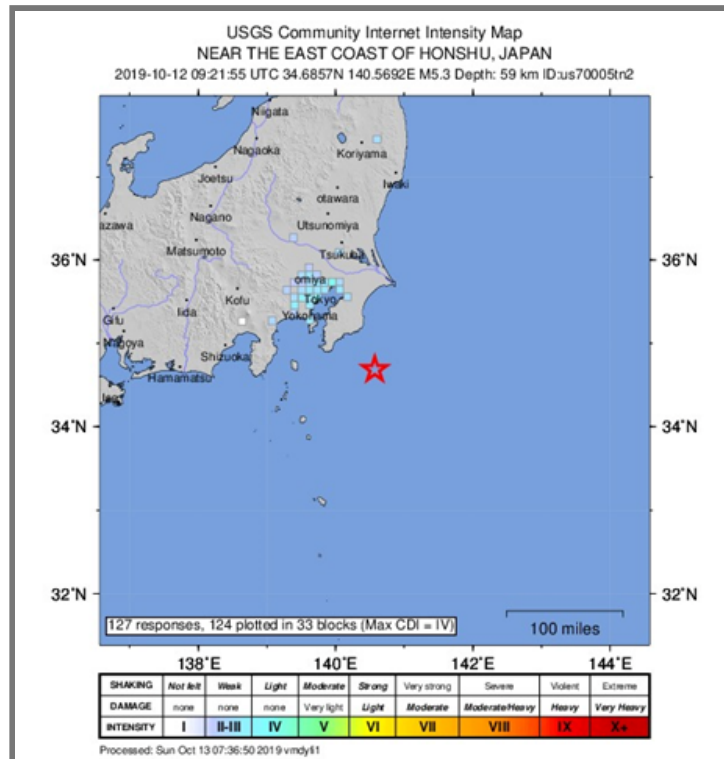 USGS Community Internet Intensity Map
NEAR THE EAST COAST OF HONSHU, JAPAN
2019-10-12 09:21:55 UTC 34.6857N 140.5692E M5.3 Depth: 59 km ID:us70005tn2
Niigata
Nagaoka
Koriyama
Joetsu
Iwaki
otawara
azawa
Nagano
Utsunomiya
Matsumoto
Tsukuba
36°N
36°N
omiya
Kofu
Tokyo
Iida
Gifu
Yokohama
Nagoya
Shizuoka
Hamamatsu
Ise
34°N
34°N
32°N
32°N
127 responses, 124 plotted in 33 blocks (Max CDI = IV)
100 miles
138°E
140°E
142°E
144°E
SHAKING Not felt Weak Light Moderate Strong Very strong Severe Violent Extreme
DAMAGE none none none Very light Light Moderate Moderate/Heavy Heavy Very Heavy
INTENSITY I II-III IV V VI VII VIII IX X+
Processed: Sun Oct 13 07:36:50 2019 vmdyfi1